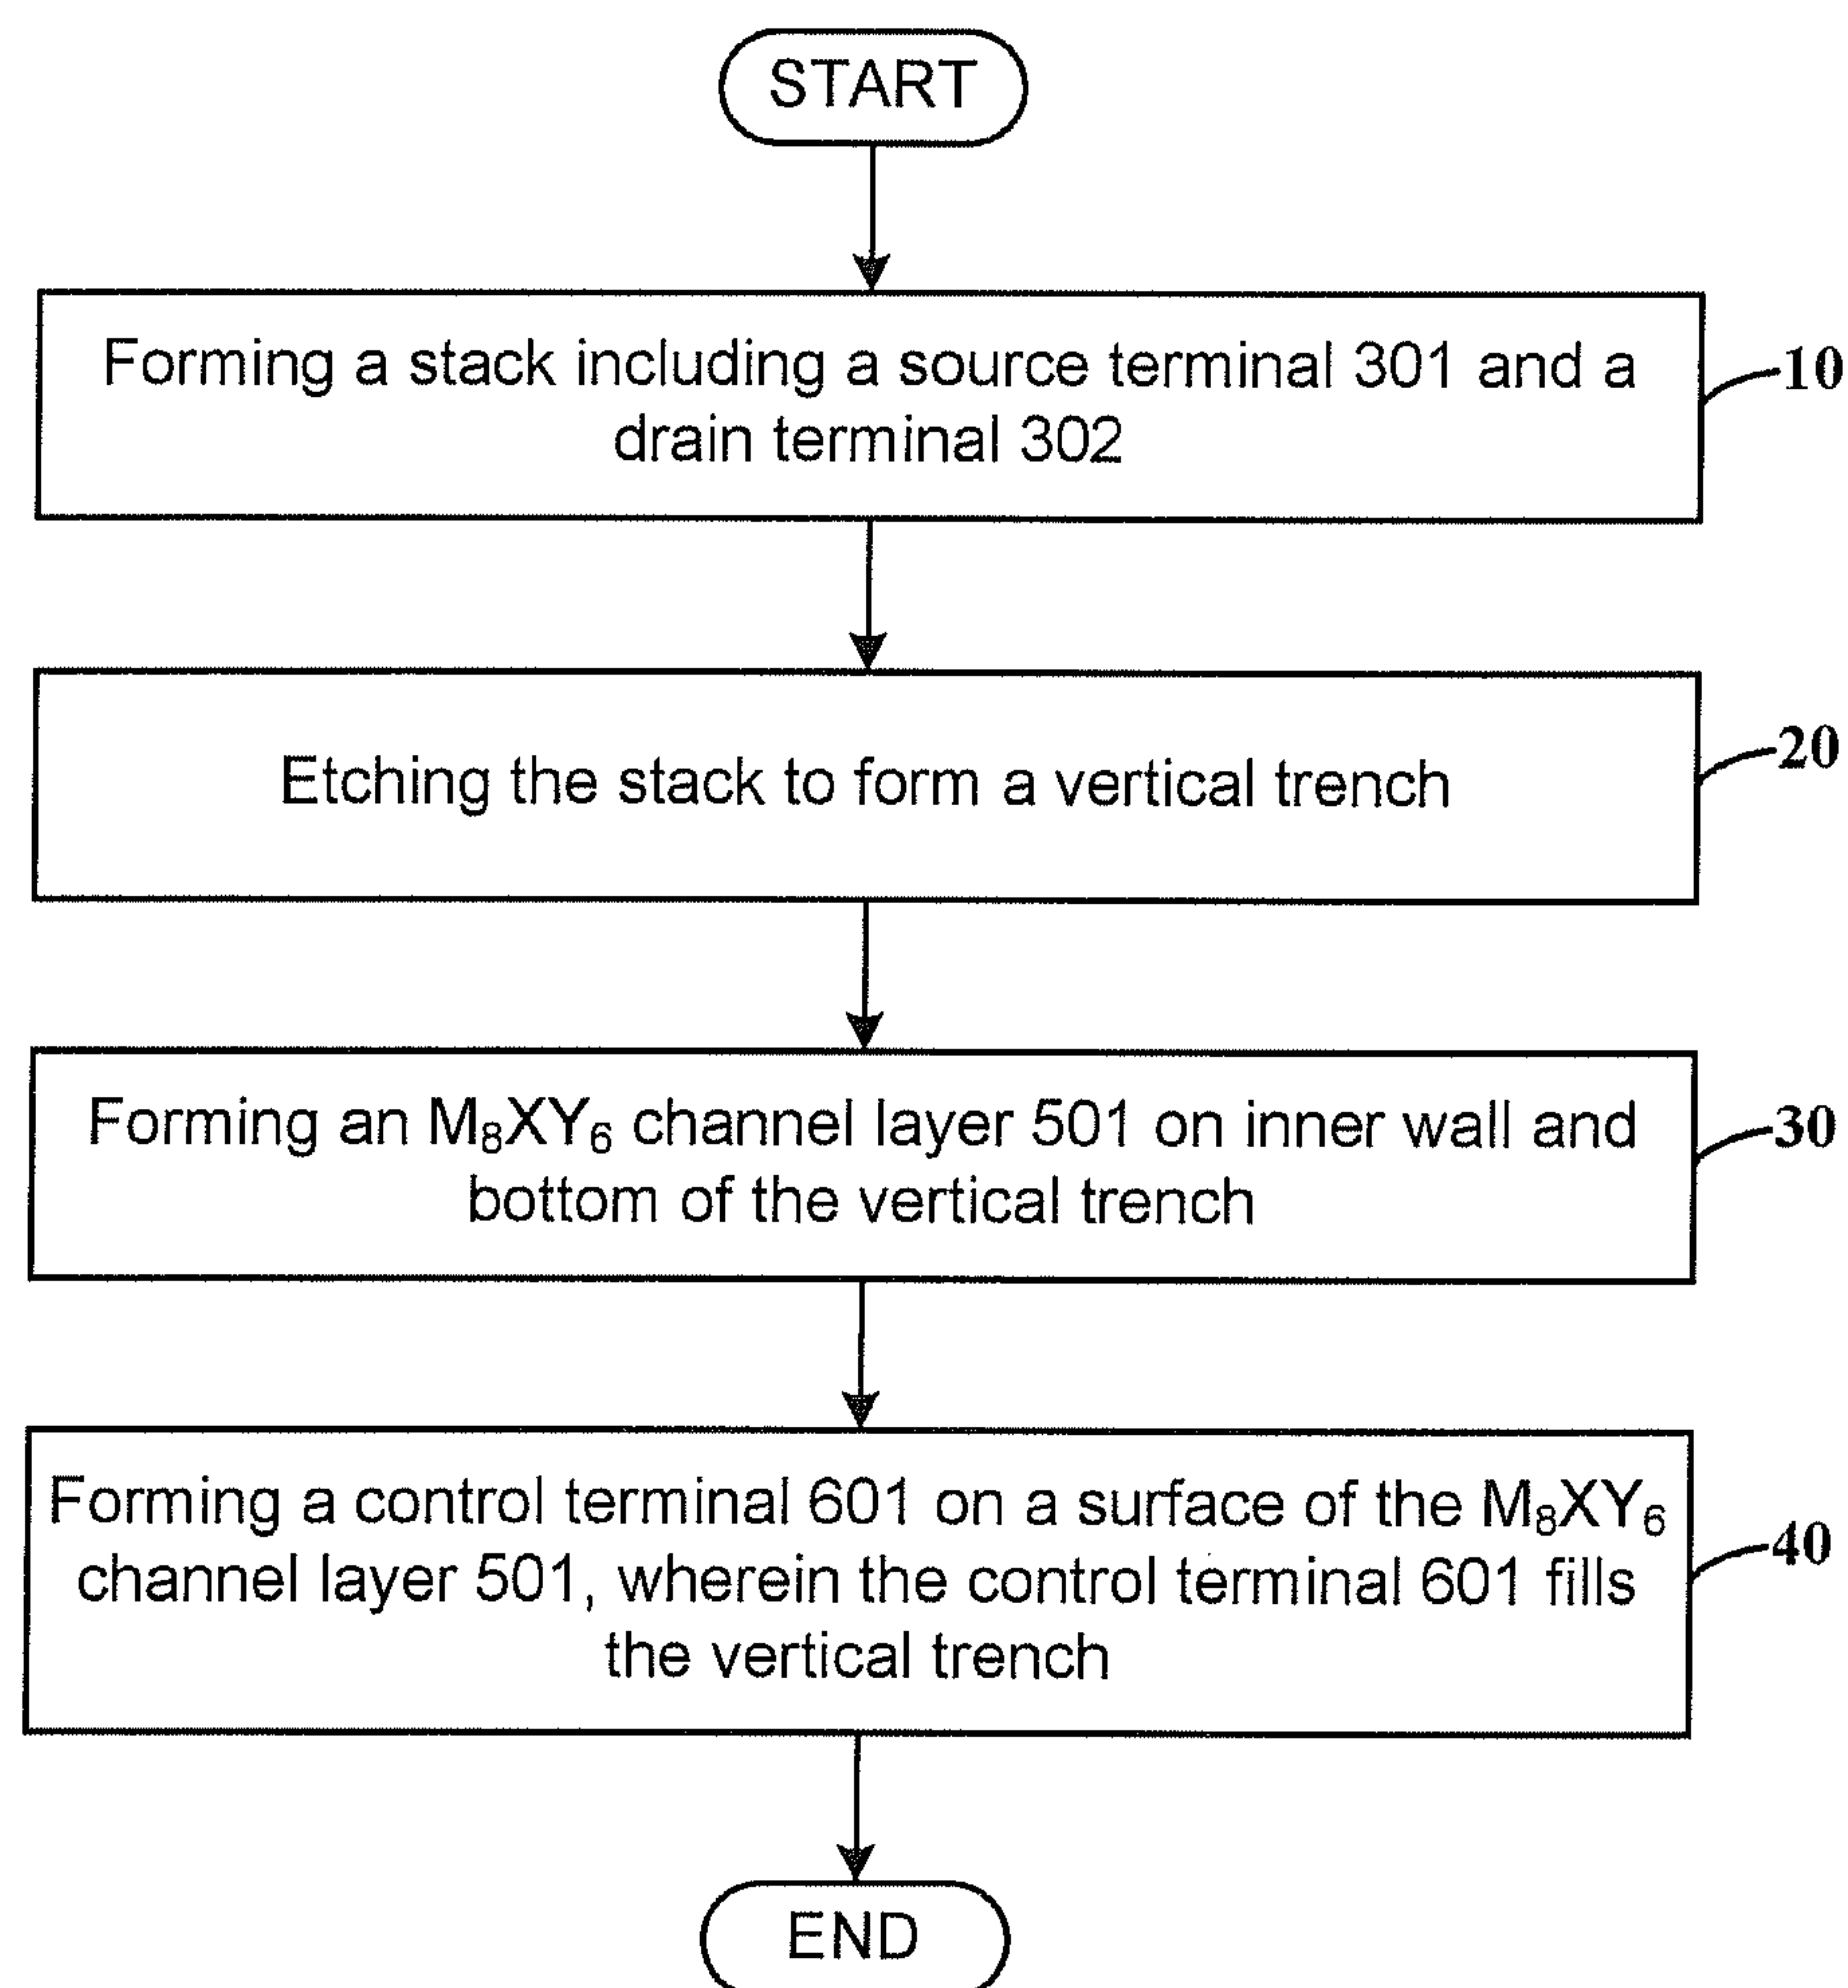 START
Forming a stack including a source terminal 301 and a
drain terminal 302
10
Etching the stack to form a vertical trench
20
Forming an M₈XY₆ channel layer 501 on inner wall and
bottom of the vertical trench
30
Forming a control terminal 601 on a surface of the M₈XY₆
channel layer 501, wherein the control terminal 601 fills
the vertical trench
40
END